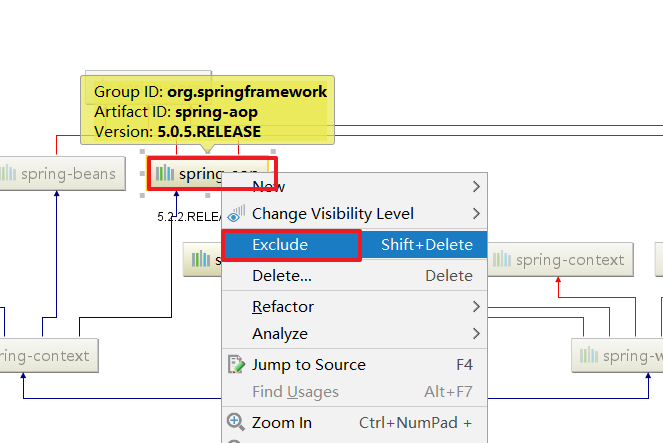 Group ID: org.springframework
Artifact ID: spring-aop
Version: 5.0.5.RELEASE
spring-beans
spring-aop
New
5.2.2.RELEA
Change Visibility Level
Exclude Shift+Delete
spring-context
Delete... Delete
Refactor
Analyze
ring-context
spring-w
Jump to Source F4
Find Usages Alt+F7
Zoom In Ctrl+NumPad +